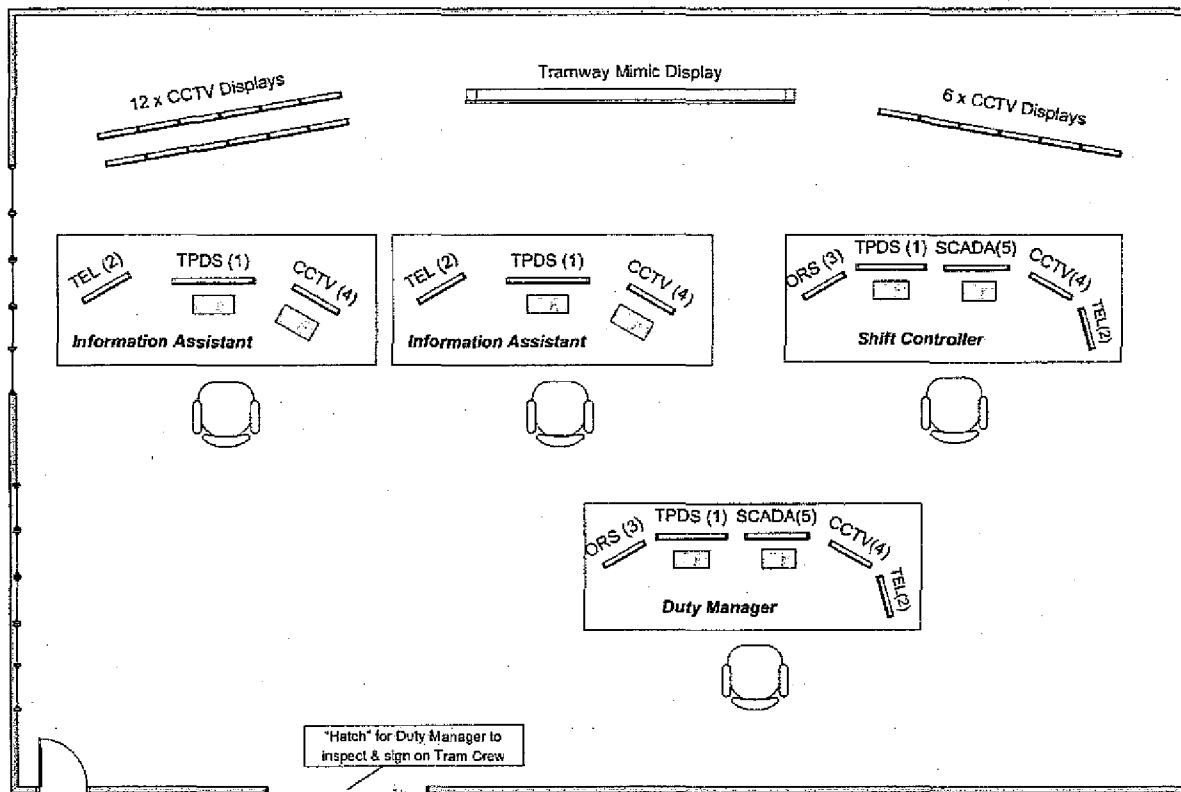 Tramway Mimic Display
12 x CCTV Displays
6 x CCTV Displays
TEL (2)
TPDS (1)
CCTV (4)
Information Assistant
TEL (2)
TPDS (1)
CCTV (4)
Information Assistant
ORS (3)
TPDS (1)
SCADA(5)
CCTV(4)
TEL(2)
Shift Controller
ORS (3)
TPDS (1)
SCADA(5)
CCTV(4)
TEL(2)
Duty Manager
"Hatch" for Duty Manager to
inspect & sign on Tram Crew